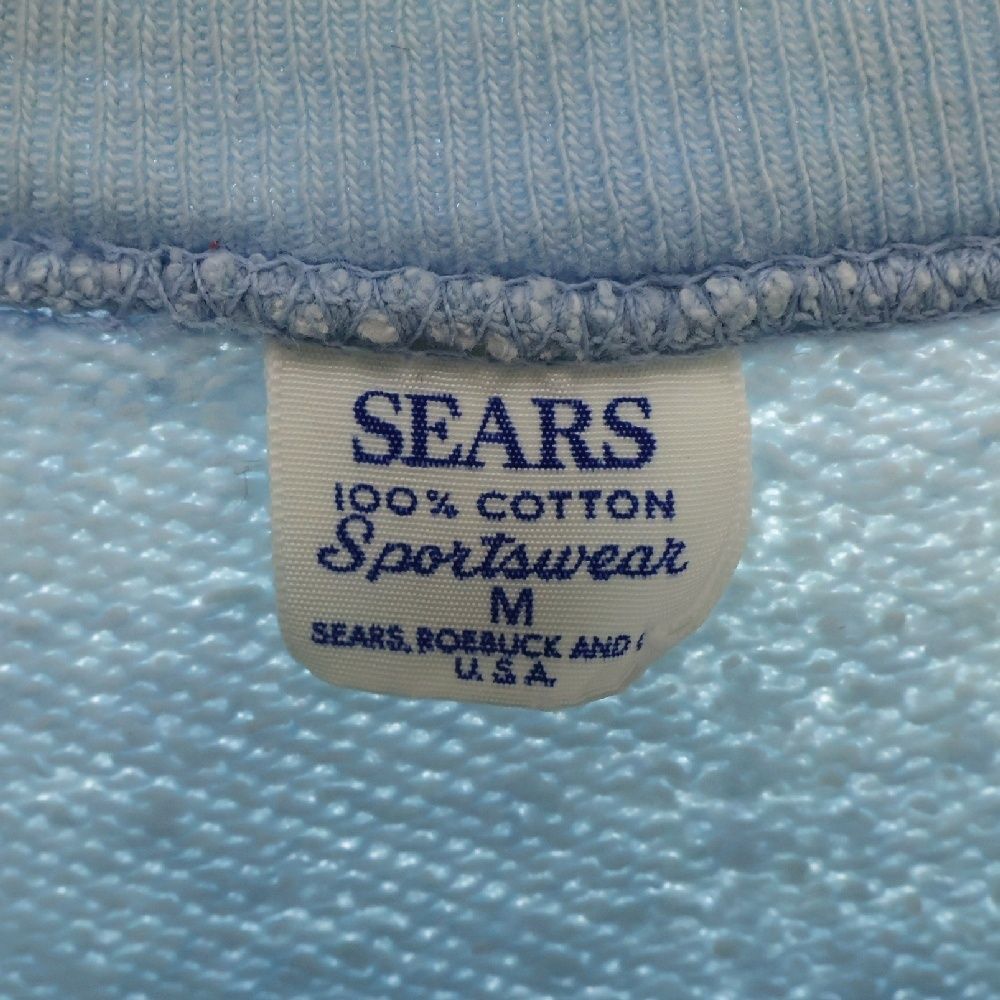 SEARS
100% COTTON
Sportswear
M
SEARS, ROEBUCK AND
U.S.A.